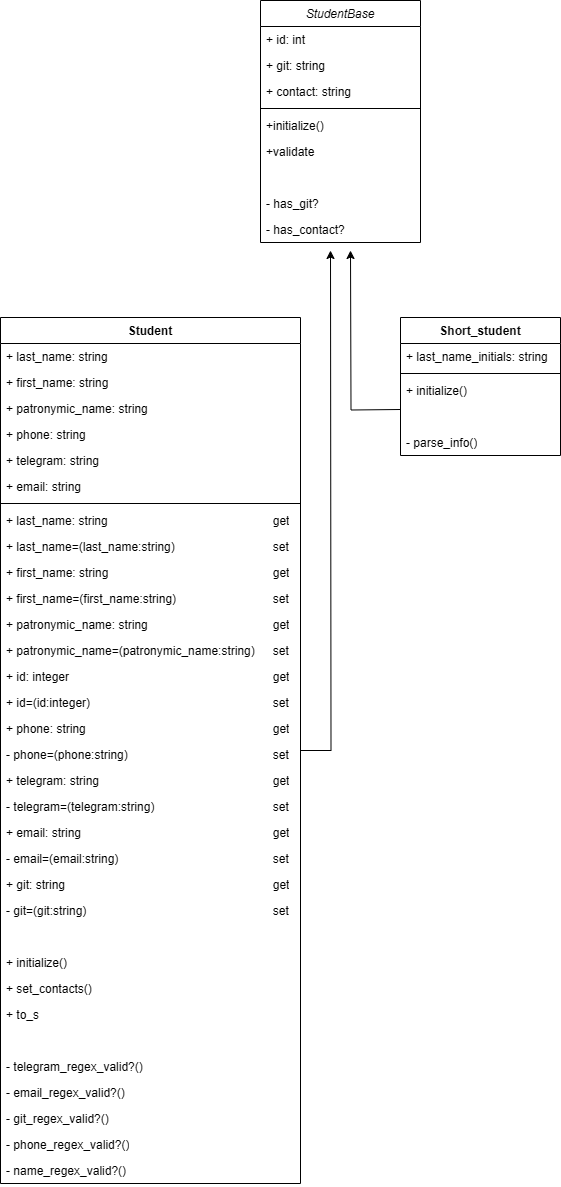 StudentBase
+ id: int
+ git: string
+ contact: string
+initialize()
+validate
- has_git?
- has_contact?
Student
+ last_name: string
+ first_name: string
+ patronymic_name: string
+ phone: string
+ telegram: string
+ email: string
+ last_name: string get
+ last_name=(last_name:string) set
+ first_name: string get
+ first_name=(first_name:string) set
+ patronymic_name: string get
+ patronymic_name=(patronymic_name:string) set
+ id: integer get
+ id=(id:integer) set
+ phone: string get
- phone=(phone:string) set
+ telegram: string get
- telegram=(telegram:string) set
+ email: string get
- email=(email:string) set
+ git: string get
- git=(git:string) set
+ initialize()
+ set_contacts()
+ to_s
- telegram_regex_valid?()
- email_regex_valid?()
- git_regex_valid?()
- phone_regex_valid?()
- name_regex_valid?()
Short_student
+ last_name_initials: string
+ initialize()
- parse_info()